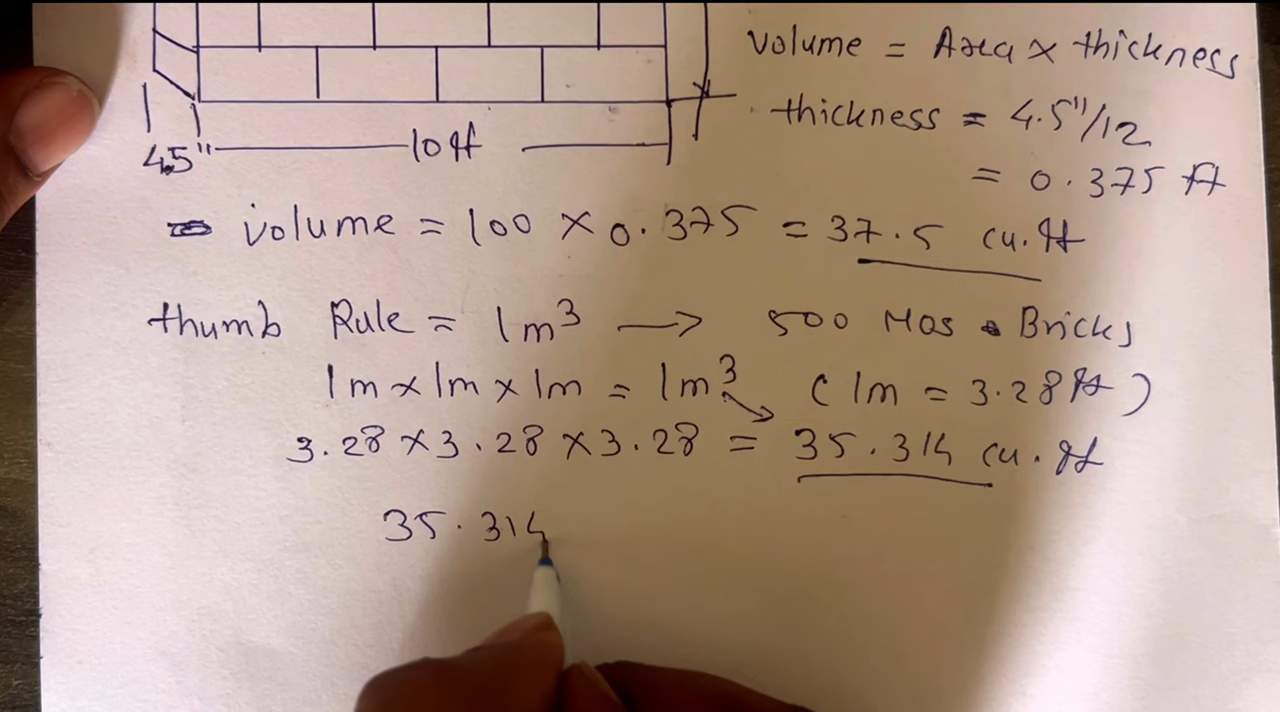 volume = Area x thickness
thickness = 4.5"/12
= 0.375 ft
4.5" 10 ft
volume = 100 x 0.375 = 37.5 cu.ft
thumb Rule = 1m³ → 500 Nos Bricks
1m x 1m x 1m = 1m³ (1m = 3.28ft)
3.28 x 3.28 x 3.28 = 35.314 cu.ft
35.314